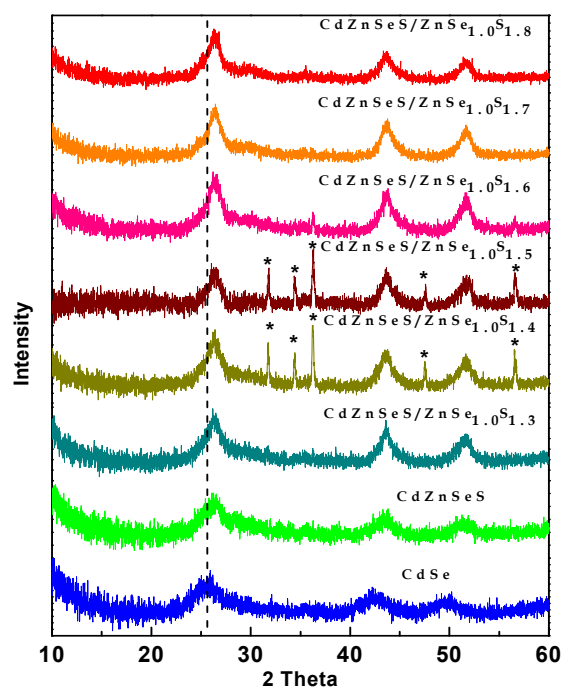 CdZnSeS/ZnSe1.0S1.8
CdZnSeS/ZnSe1.0S1.7
CdZnSeS/ZnSe1.0S1.6
CdZnSeS/ZnSe1.0S1.5
* * * * *
CdZnSeS/ZnSe1.0S1.4
* * * * *
CdZnSeS/ZnSe1.0S1.3
CdZnSeS
CdSe
Intensity
10 20 30 40 50 60
2 Theta